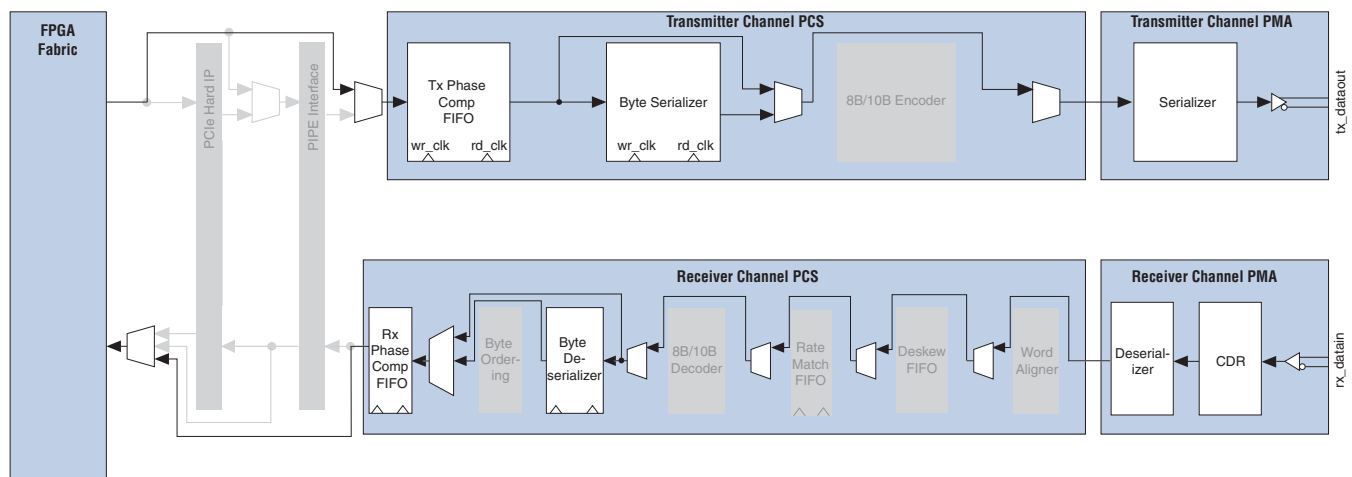 FPGA
Fabric
PCIe Hard IP
PIPE Interface
Transmitter Channel PCS
Tx Phase
Comp
FIFO
wr_clk
rd_clk
Byte Serializer
wr_clk
rd_clk
8B/10B Encoder
Transmitter Channel PMA
Serializer
tx_dataout
Receiver Channel PCS
Rx
Phase
Comp
FIFO
Byte
Order-
ing
Byte
De-
serializer
8B/10B
Decoder
Rate
Match
FIFO
Deskew
FIFO
Word
Aligner
Receiver Channel PMA
Deserial-
izer
CDR
rx_datain